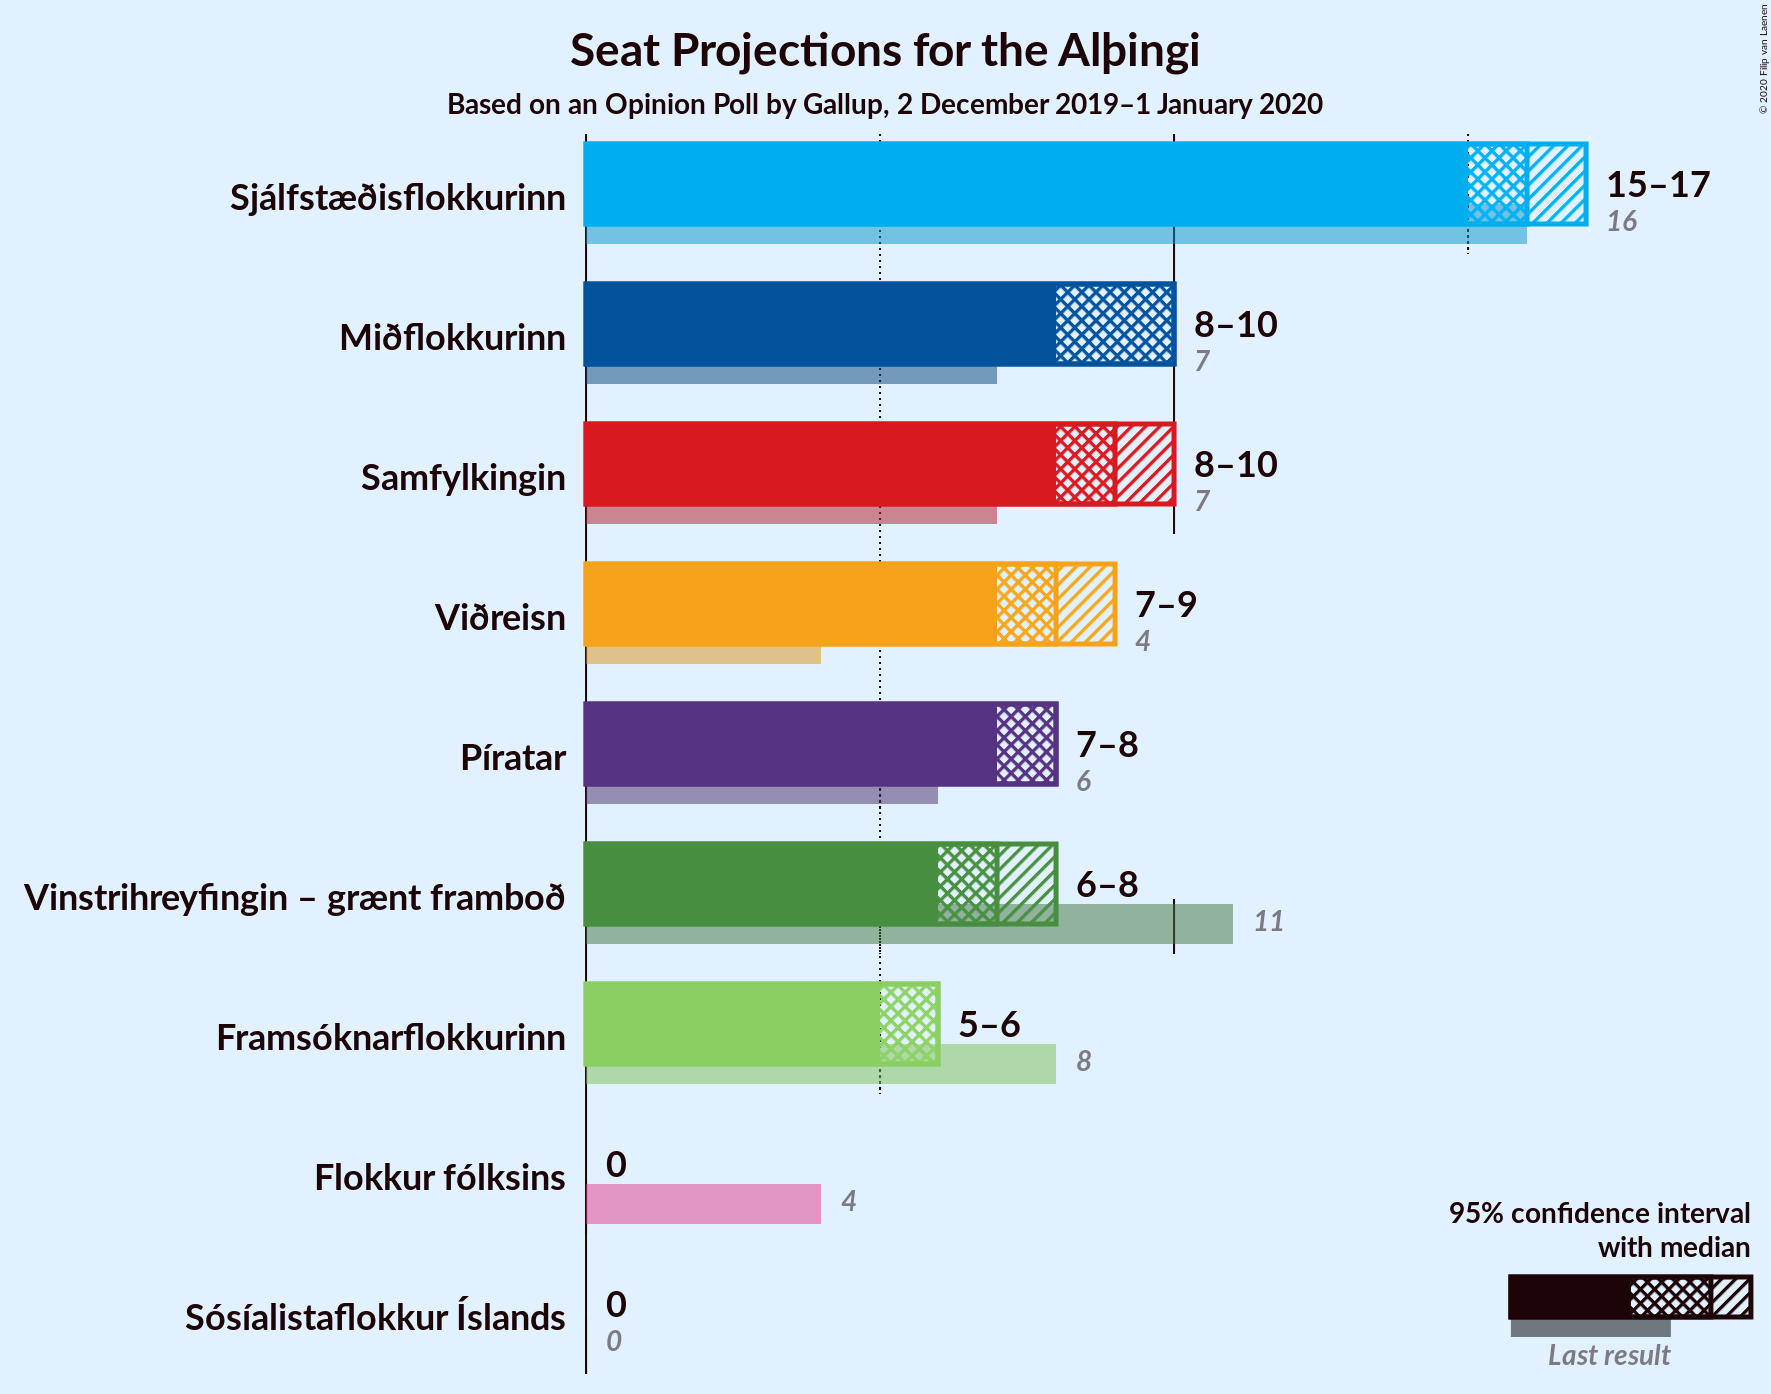 Seat Projections for the Alþingi
Based on an Opinion Poll by Gallup, 2 December 2019–1 January 2020
© 2020 Filip van Laenen
Sjálfstæðisflokkurinn
15–17
16
Miðflokkurinn
8–10
7
Samfylkingin
8–10
7
Viðreisn
7–9
4
Píratar
7–8
6
Vinstrihreyfingin – grænt framboð
6–8
11
Framsóknarflokkurinn
5–6
8
Flokkur fólksins
0
4
Sósíalistaflokkur Íslands
0
0
95% confidence interval
with median
Last result